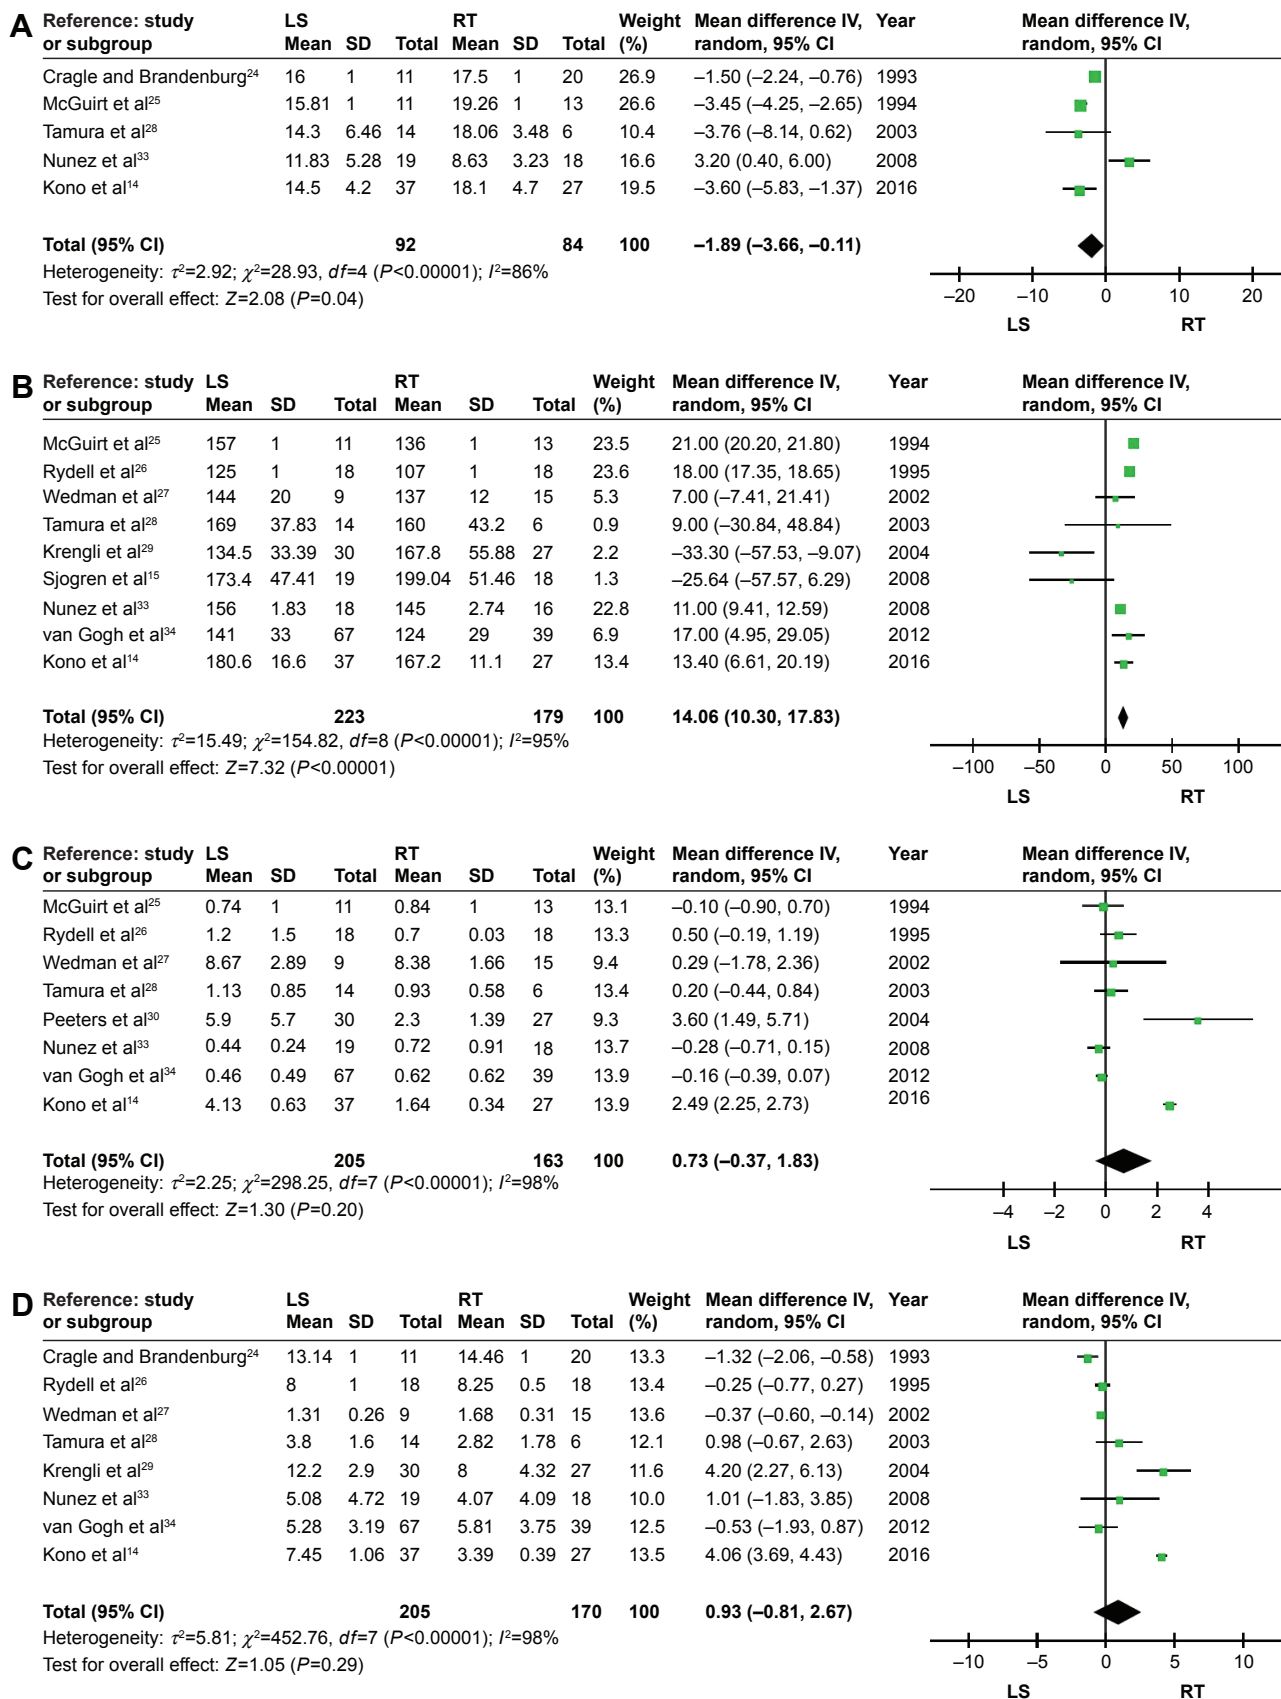 A Reference: study LS RT Weight Mean difference IV, Year Mean difference IV,
or subgroup Mean SD Total Mean SD Total (%) random, 95% CI random, 95% CI
Cragle and Brandenburg24 16 1 11 17.5 1 20 26.9 –1.50 (–2.24, –0.76) 1993
McGuirt et al25 15.81 1 11 19.26 1 13 26.6 –3.45 (–4.25, –2.65) 1994
Tamura et al28 14.3 6.46 14 18.06 3.48 6 10.4 –3.76 (–8.14, 0.62) 2003
Nunez et al33 11.83 5.28 19 8.63 3.23 18 16.6 3.20 (0.40, 6.00) 2008
Kono et al14 14.5 4.2 37 18.1 4.7 27 19.5 –3.60 (–5.83, –1.37) 2016
Total (95% CI) 92 84 100 –1.89 (–3.66, –0.11)
Heterogeneity: τ²=2.92; χ²=28.93, df=4 (P<0.00001); I²=86%
Test for overall effect: Z=2.08 (P=0.04)
–20 –10 0 10 20
LS RT
B Reference: study LS RT Weight Mean difference IV, Year Mean difference IV,
or subgroup Mean SD Total Mean SD Total (%) random, 95% CI random, 95% CI
McGuirt et al25 157 1 11 136 1 13 23.5 21.00 (20.20, 21.80) 1994
Rydell et al26 125 1 18 107 1 18 23.6 18.00 (17.35, 18.65) 1995
Wedman et al27 144 20 9 137 12 15 5.3 7.00 (–7.41, 21.41) 2002
Tamura et al28 169 37.83 14 160 43.2 6 0.9 9.00 (–30.84, 48.84) 2003
Krengli et al29 134.5 33.39 30 167.8 55.88 27 2.2 –33.30 (–57.53, –9.07) 2004
Sjogren et al15 173.4 47.41 19 199.04 51.46 18 1.3 –25.64 (–57.57, 6.29) 2008
Nunez et al33 156 1.83 18 145 2.74 16 22.8 11.00 (9.41, 12.59) 2008
van Gogh et al34 141 33 67 124 29 39 6.9 17.00 (4.95, 29.05) 2012
Kono et al14 180.6 16.6 37 167.2 11.1 27 13.4 13.40 (6.61, 20.19) 2016
Total (95% CI) 223 179 100 14.06 (10.30, 17.83)
Heterogeneity: τ²=15.49; χ²=154.82, df=8 (P<0.00001); I²=95%
Test for overall effect: Z=7.32 (P<0.00001)
–100 –50 0 50 100
LS RT
C Reference: study LS RT Weight Mean difference IV, Year Mean difference IV,
or subgroup Mean SD Total Mean SD Total (%) random, 95% CI random, 95% CI
McGuirt et al25 0.74 1 11 0.84 1 13 13.1 –0.10 (–0.90, 0.70) 1994
Rydell et al26 1.2 1.5 18 0.7 0.03 18 13.3 0.50 (–0.19, 1.19) 1995
Wedman et al27 8.67 2.89 9 8.38 1.66 15 9.4 0.29 (–1.78, 2.36) 2002
Tamura et al28 1.13 0.85 14 0.93 0.58 6 13.4 0.20 (–0.44, 0.84) 2003
Peeters et al30 5.9 5.7 30 2.3 1.39 27 9.3 3.60 (1.49, 5.71) 2004
Nunez et al33 0.44 0.24 19 0.72 0.91 18 13.7 –0.28 (–0.71, 0.15) 2008
van Gogh et al34 0.46 0.49 67 0.62 0.62 39 13.9 –0.16 (–0.39, 0.07) 2012
Kono et al14 4.13 0.63 37 1.64 0.34 27 13.9 2.49 (2.25, 2.73) 2016
Total (95% CI) 205 163 100 0.73 (–0.37, 1.83)
Heterogeneity: τ²=2.25; χ²=298.25, df=7 (P<0.00001); I²=98%
Test for overall effect: Z=1.30 (P=0.20)
–4 –2 0 2 4
LS RT
D Reference: study LS RT Weight Mean difference IV, Year Mean difference IV,
or subgroup Mean SD Total Mean SD Total (%) random, 95% CI random, 95% CI
Cragle and Brandenburg24 13.14 1 11 14.46 1 20 13.3 –1.32 (–2.06, –0.58) 1993
Rydell et al26 8 1 18 8.25 0.5 18 13.4 –0.25 (–0.77, 0.27) 1995
Wedman et al27 1.31 0.26 9 1.68 0.31 15 13.6 –0.37 (–0.60, –0.14) 2002
Tamura et al28 3.8 1.6 14 2.82 1.78 6 12.1 0.98 (–0.67, 2.63) 2003
Krengli et al29 12.2 2.9 30 8 4.32 27 11.6 4.20 (2.27, 6.13) 2004
Nunez et al33 5.08 4.72 19 4.07 4.09 18 10.0 1.01 (–1.83, 3.85) 2008
van Gogh et al34 5.28 3.19 67 5.81 3.75 39 12.5 –0.53 (–1.93, 0.87) 2012
Kono et al14 7.45 1.06 37 3.39 0.39 27 13.5 4.06 (3.69, 4.43) 2016
Total (95% CI) 205 170 100 0.93 (–0.81, 2.67)
Heterogeneity: τ²=5.81; χ²=452.76, df=7 (P<0.00001); I²=98%
Test for overall effect: Z=1.05 (P=0.29)
–10 –5 0 5 10
LS RT